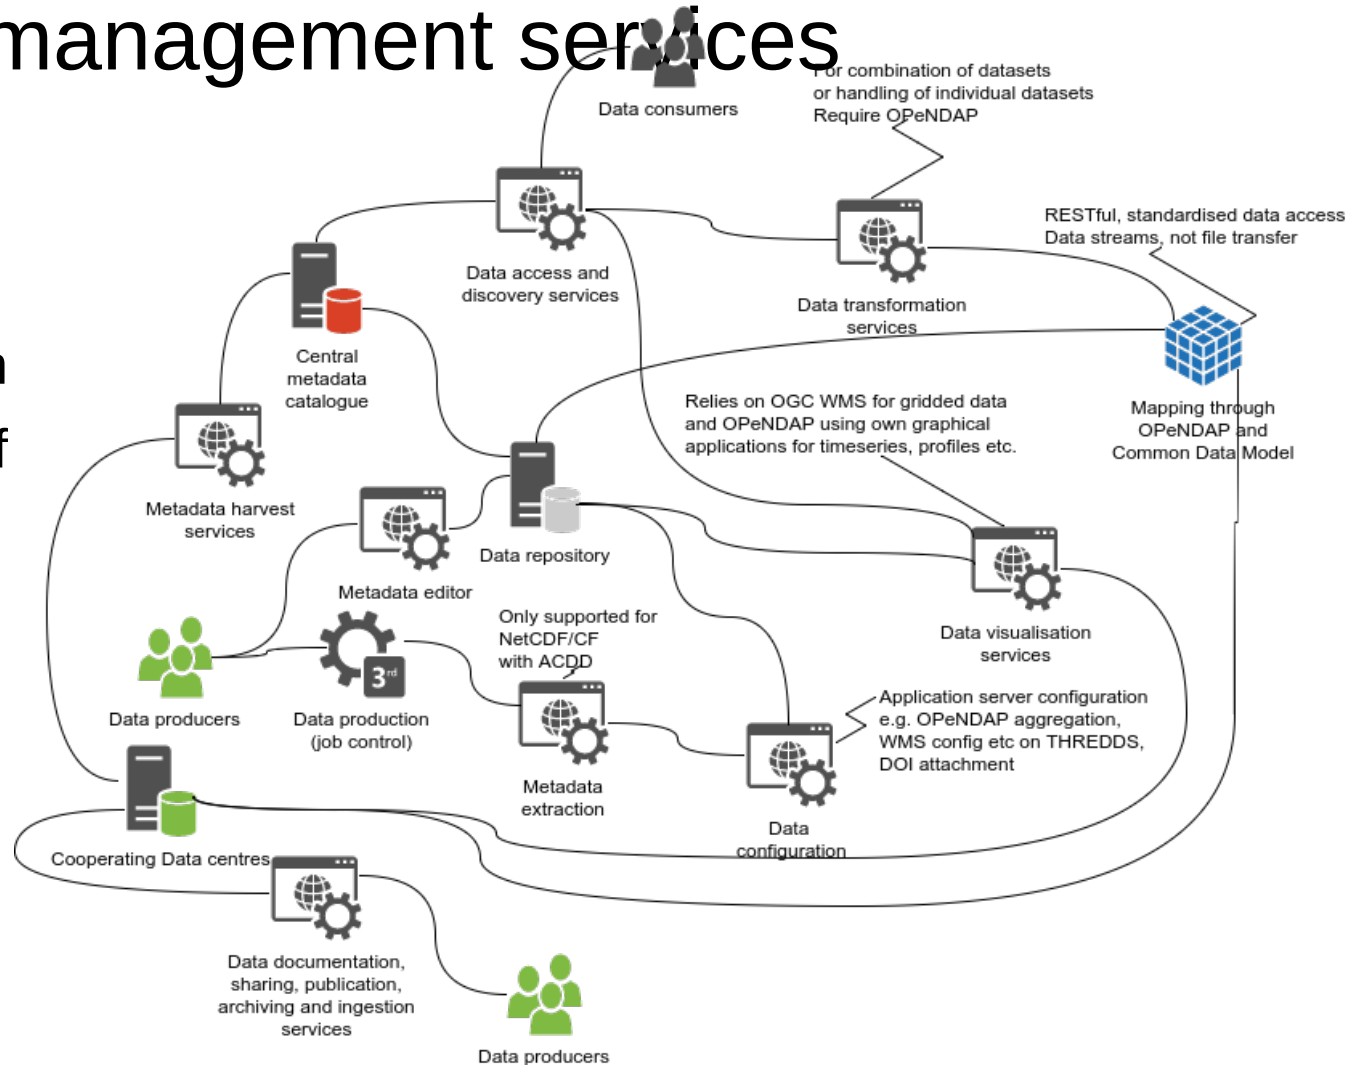 management services
Data consumers
For combination of datasets
or handling of individual datasets
Require OPeNDAP
RESTful, standardised data access
Data streams, not file transfer
Data access and
discovery services
Data transformation
services
Central
metadata
catalogue
Relies on OGC WMS for gridded data
and OPeNDAP using own graphical
applications for timeseries, profiles etc.
Mapping through
OPeNDAP and
Common Data Model
Metadata harvest
services
Data repository
Metadata editor
Only supported for
NetCDF/CF
with ACDD
Data visualisation
services
3rd
Data producers
Data production
(job control)
Application server configuration
e.g. OPeNDAP aggregation,
WMS config etc on THREDDS,
DOI attachment
Metadata
extraction
Data
configuration
Cooperating Data centres
Data documentation,
sharing, publication,
archiving and ingestion
services
Data producers